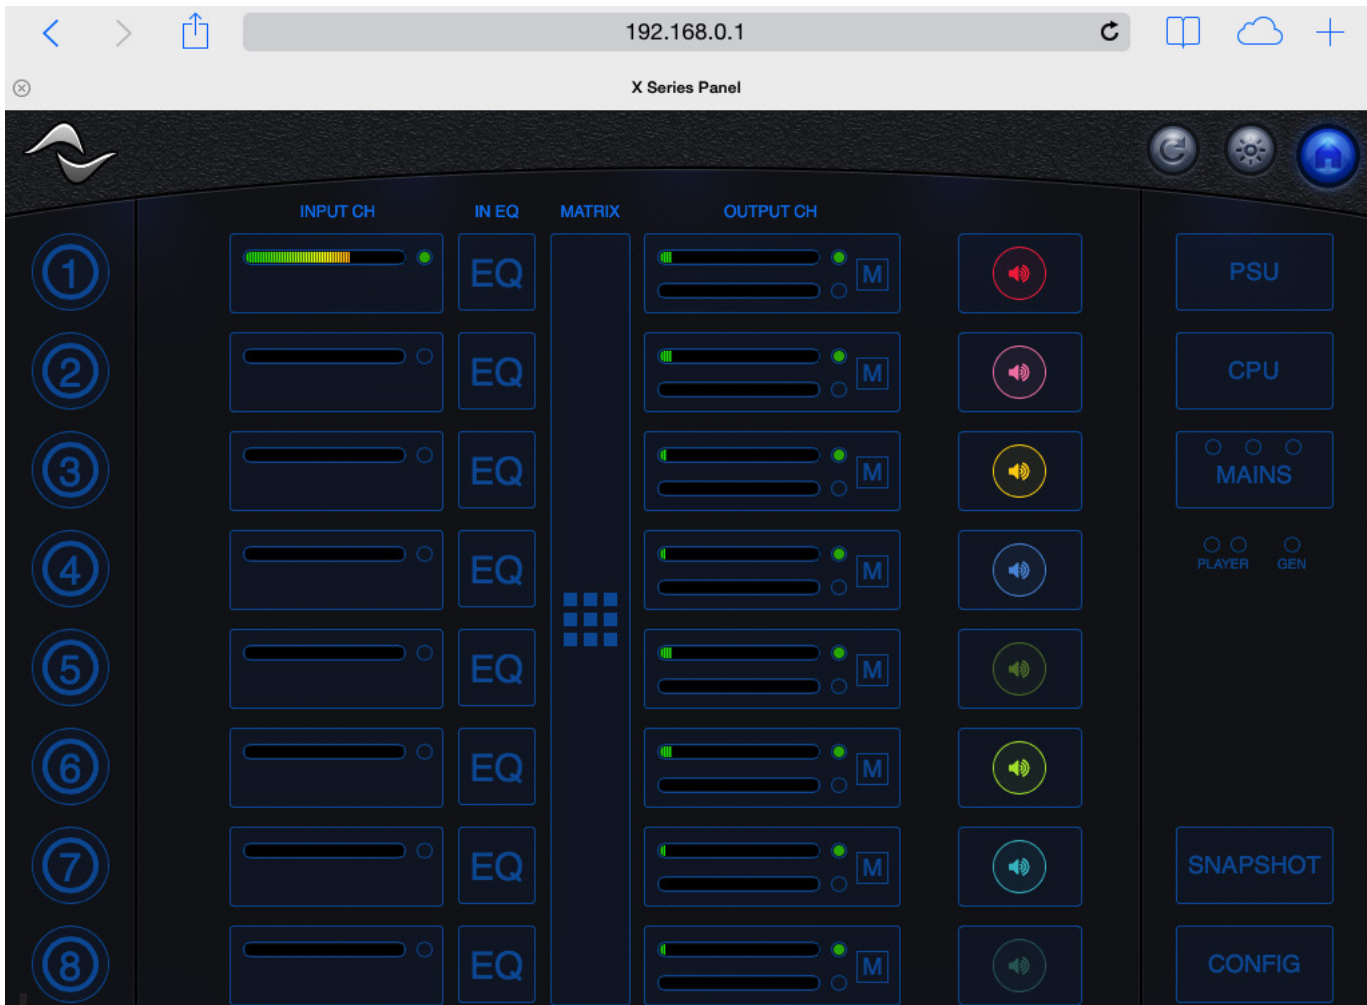 192.168.0.1
X Series Panel
INPUT CH IN EQ MATRIX OUTPUT CH
1 EQ M PSU
2 EQ M CPU
3 EQ M MAINS
4 EQ M PLAYER GEN
5 EQ M
6 EQ M
7 EQ M SNAPSHOT
8 EQ M CONFIG